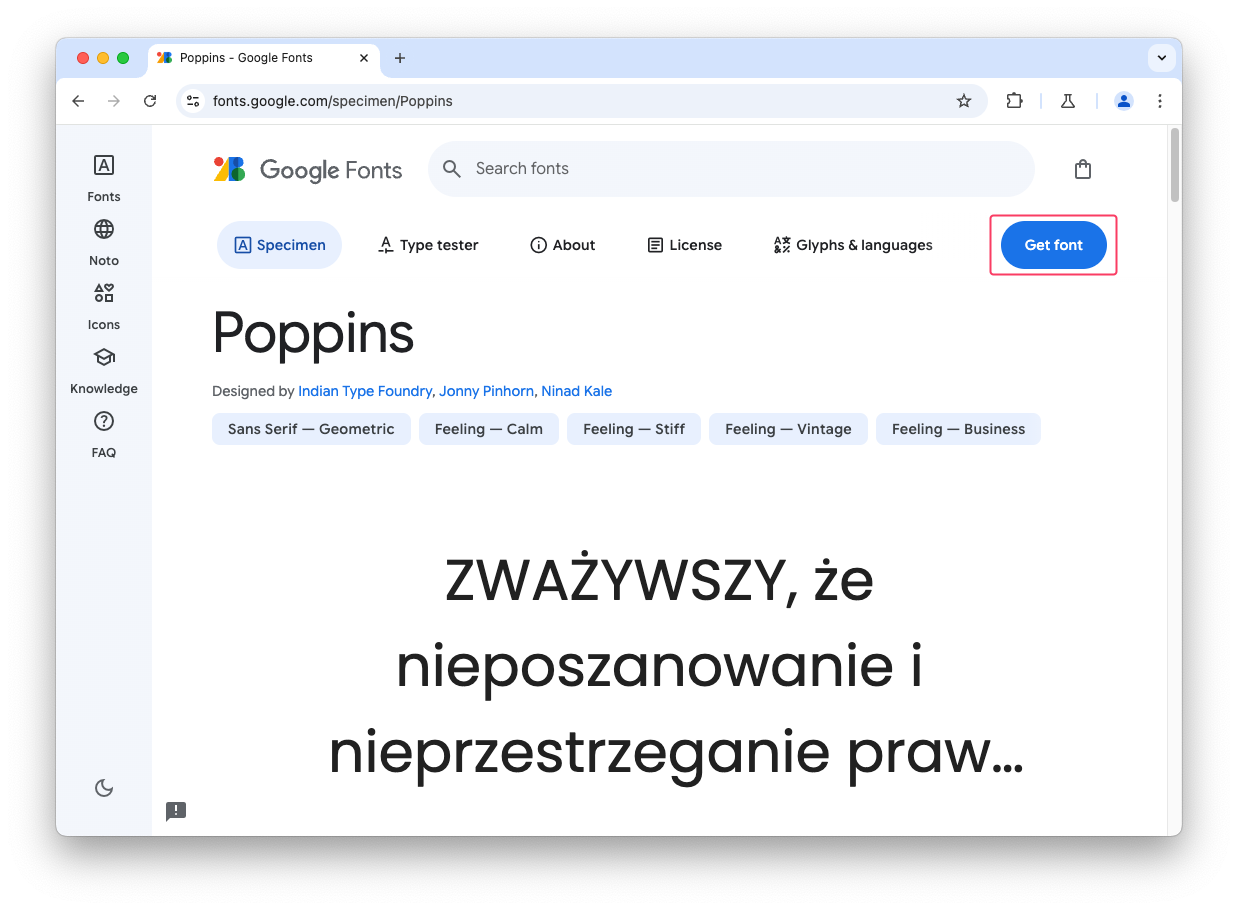 Poppins - Google Fonts
fonts.google.com/specimen/Poppins
Fonts
Noto
Icons
Knowledge
FAQ
Google Fonts
Search fonts
Specimen
Type tester
About
License
Glyphs & languages
Get font
Poppins
Designed by Indian Type Foundry, Jonny Pinhorn, Ninad Kale
Sans Serif — Geometric
Feeling — Calm
Feeling — Stiff
Feeling — Vintage
Feeling — Business
ZWAŻYWSZY, że
nieposzanowanie i
nieprzestrzeganie praw...